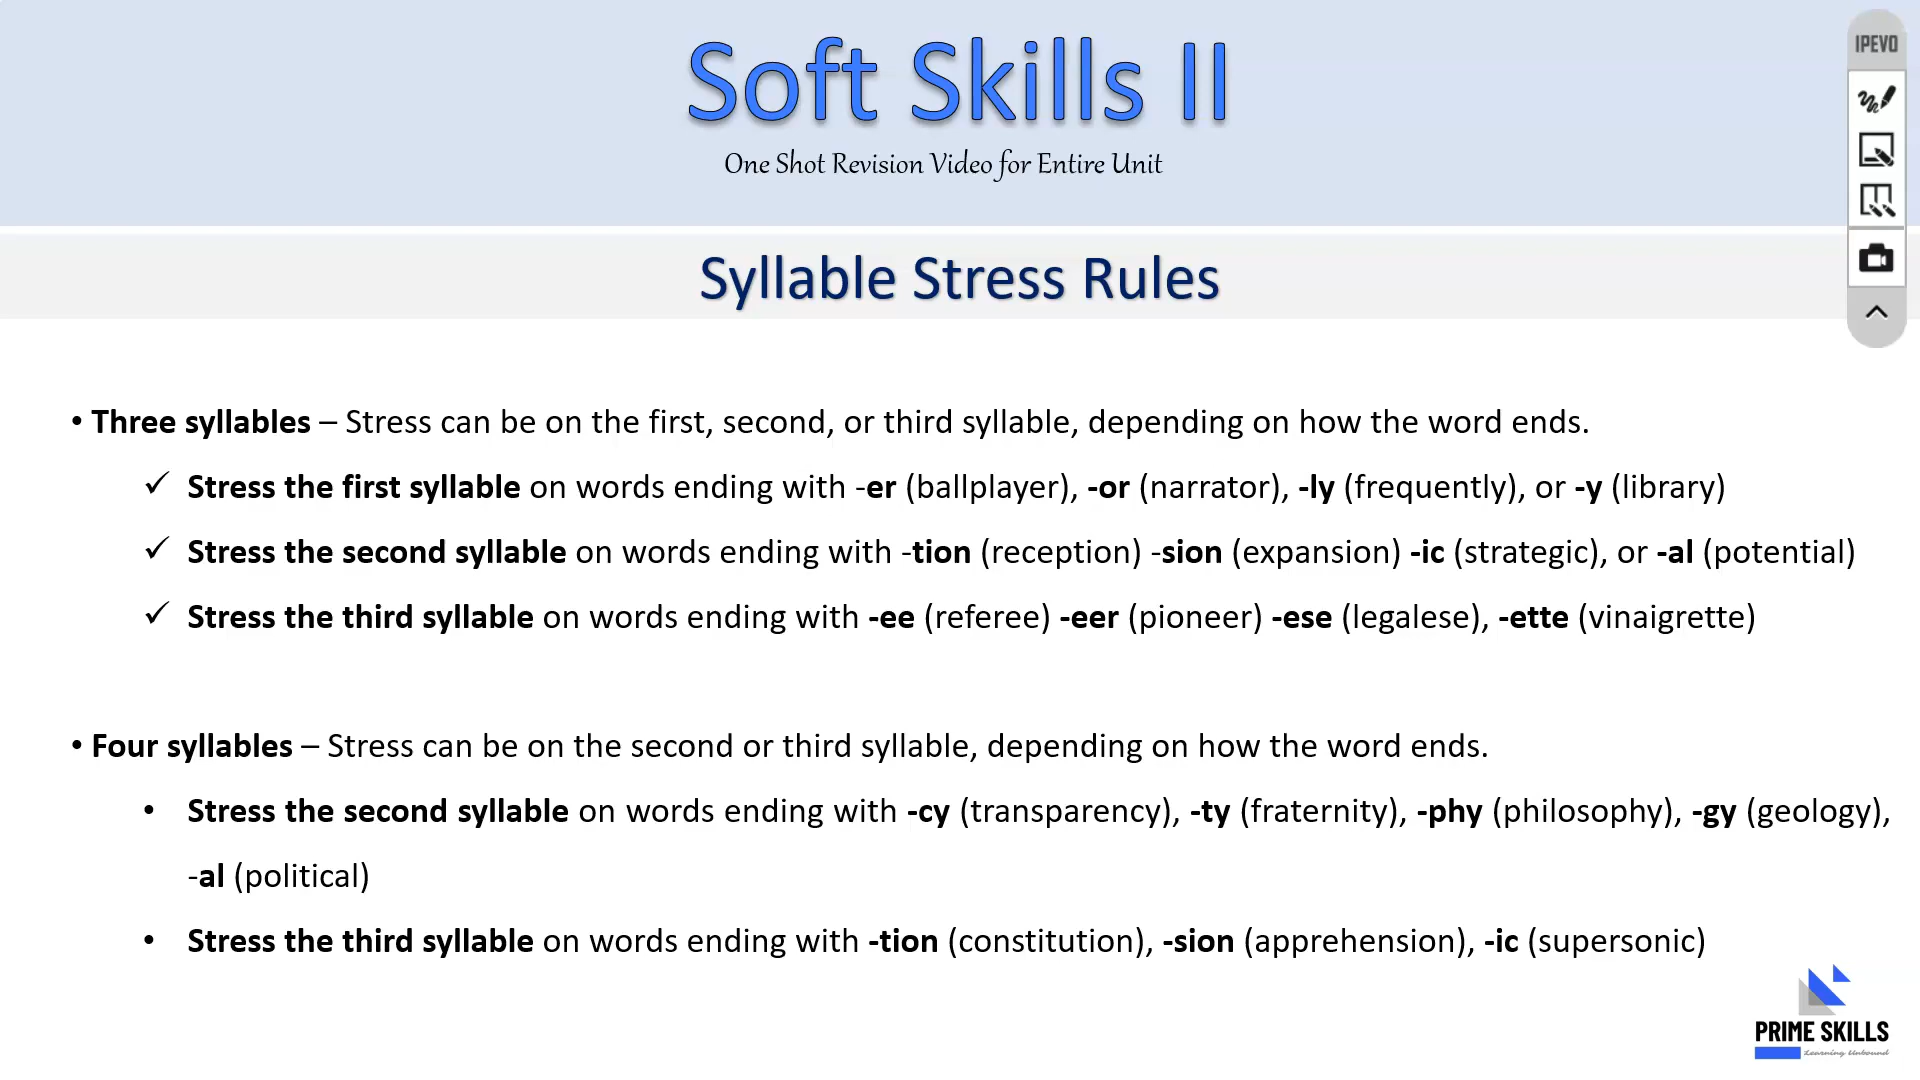 Soft Skills II
One Shot Revision Video for Entire Unit
IPEVO
Syllable Stress Rules
• Three syllables – Stress can be on the first, second, or third syllable, depending on how the word ends.
✓ Stress the first syllable on words ending with -er (ballplayer), -or (narrator), -ly (frequently), or -y (library)
✓ Stress the second syllable on words ending with -tion (reception) -sion (expansion) -ic (strategic), or -al (potential)
✓ Stress the third syllable on words ending with -ee (referee) -eer (pioneer) -ese (legalese), -ette (vinaigrette)
• Four syllables – Stress can be on the second or third syllable, depending on how the word ends.
• Stress the second syllable on words ending with -cy (transparency), -ty (fraternity), -phy (philosophy), -gy (geology),
-al (political)
• Stress the third syllable on words ending with -tion (constitution), -sion (apprehension), -ic (supersonic)
PRIME SKILLS
Learning Unbound